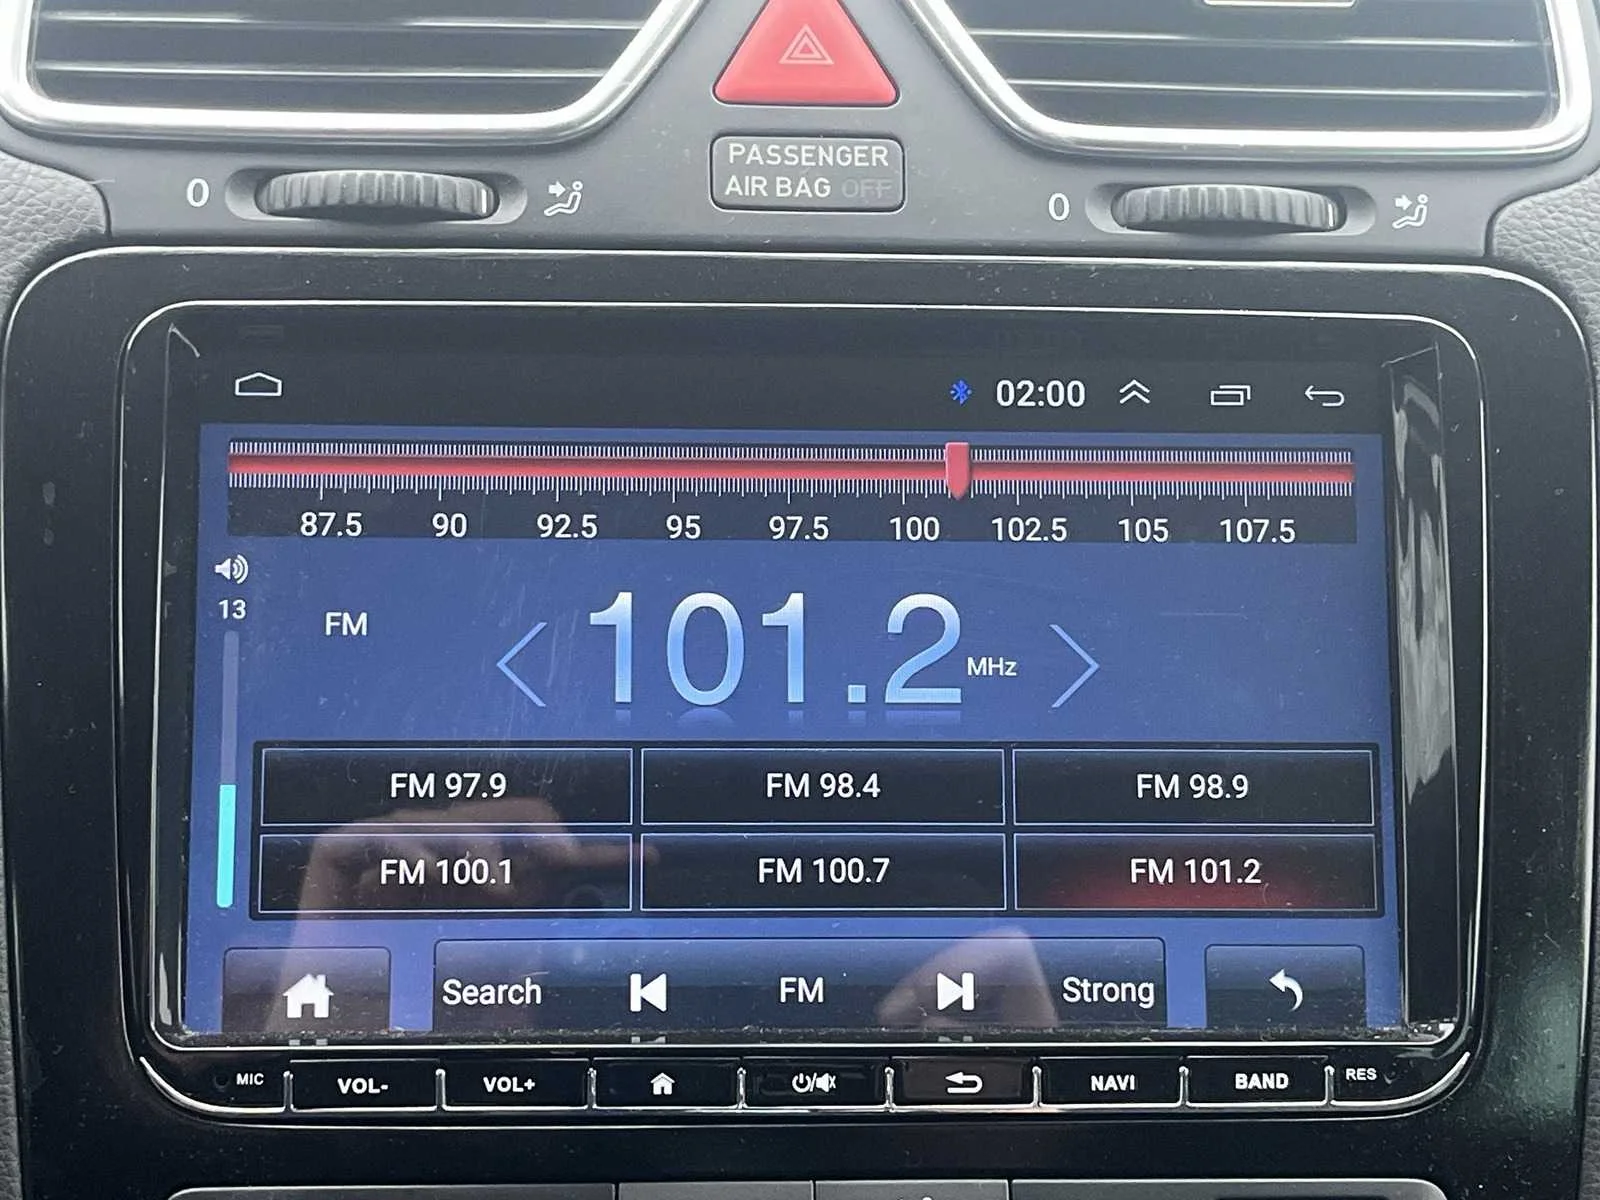 PASSENGER
AIR BAG OFF
0
0
02:00
87.5 90 92.5 95 97.5 100 102.5 105 107.5
13
FM
101.2 MHz
FM 97.9 FM 98.4 FM 98.9
FM 100.1 FM 100.7 FM 101.2
Search FM Strong
MIC VOL- VOL+ NAVI BAND RES